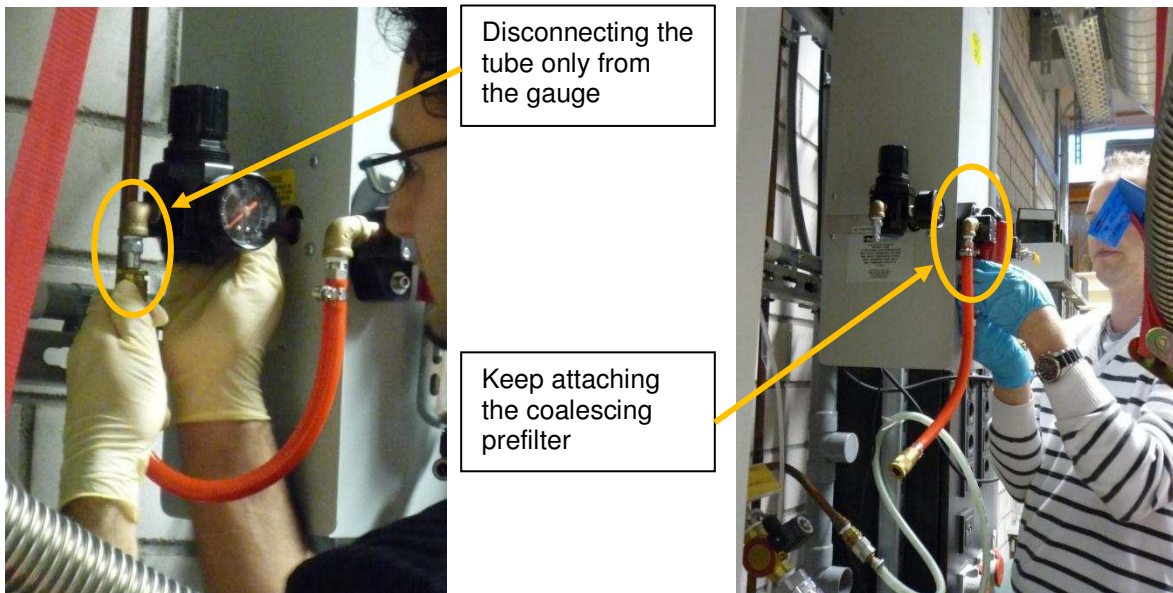 Disconnecting the
tube only from
the gauge
Keep attaching
the coalescing
prefilter